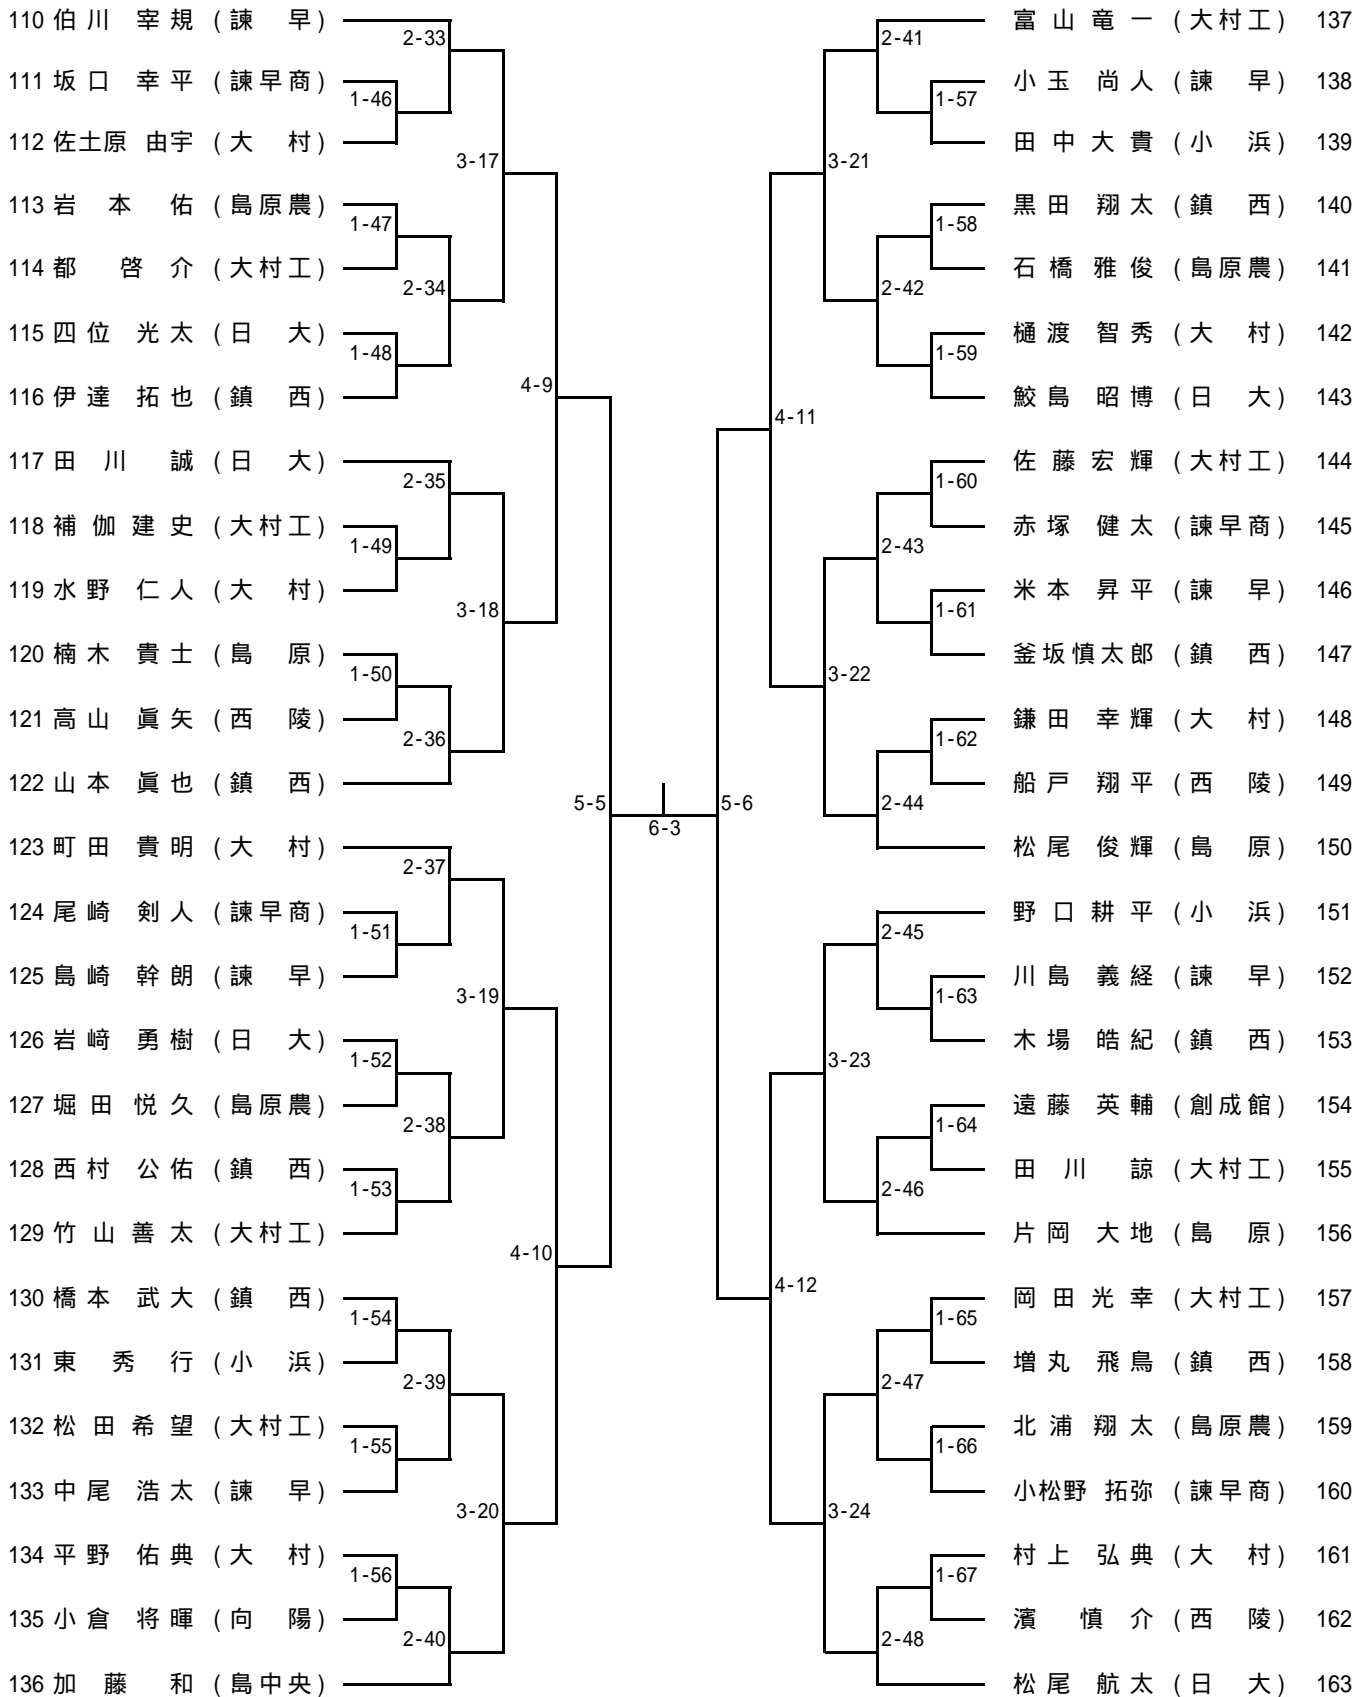 110 伯川 宰規 (諫 早)
2-33
111 坂口 幸平 (諫早商)
1-46
112 佐土原 由宇 (大 村)
3-17
113 岩本 佑 (島原農)
1-47
114 都 啓介 (大村工)
2-34
115 四位 光太 (日 大)
1-48
116 伊達 拓也 (鎮 西)
4-9
117 田川 誠 (日 大)
2-35
118 補伽建史 (大村工)
1-49
119 水野 仁人 (大 村)
3-18
120 楠木 貴士 (島 原)
1-50
121 高山 眞矢 (西 陵)
2-36
122 山本 眞也 (鎮 西)
5-5
6-3
123 町田 貴明 (大 村)
2-37
124 尾崎 剣人 (諫早商)
1-51
125 島崎 幹朗 (諫 早)
3-19
126 岩﨑 勇樹 (日 大)
1-52
127 堀田悦久 (島原農)
2-38
128 西村 公佑 (鎮 西)
1-53
129 竹山善太 (大村工)
4-10
130 橋本 武大 (鎮 西)
1-54
131 東 秀行 (小 浜)
2-39
132 松田希望 (大村工)
1-55
133 中尾 浩太 (諫 早)
3-20
134 平野 佑典 (大 村)
1-56
135 小倉 将暉 (向 陽)
2-40
136 加藤 和 (島中央)
富山竜一 (大村工) 137
2-41
小玉 尚人 (諫 早) 138
1-57
田中大貴 (小 浜) 139
3-21
黒田 翔太 (鎮 西) 140
1-58
石橋雅俊 (島原農) 141
2-42
樋渡 智秀 (大 村) 142
1-59
鮫島 昭博 (日 大) 143
4-11
佐藤宏輝 (大村工) 144
1-60
赤塚 健太 (諫早商) 145
2-43
米本 昇平 (諫 早) 146
1-61
釜坂慎太郎 (鎮 西) 147
3-22
鎌田 幸輝 (大 村) 148
1-62
船戸 翔平 (西 陵) 149
2-44
松尾 俊輝 (島 原) 150
5-6
野口耕平 (小 浜) 151
2-45
川島 義経 (諫 早) 152
1-63
木場 皓紀 (鎮 西) 153
3-23
遠藤 英輔 (創成館) 154
1-64
田川 諒 (大村工) 155
2-46
片岡 大地 (島 原) 156
4-12
岡田光幸 (大村工) 157
1-65
増丸 飛鳥 (鎮 西) 158
2-47
北浦 翔太 (島原農) 159
1-66
小松野 拓弥 (諫早商) 160
3-24
村上 弘典 (大 村) 161
1-67
濱 慎介 (西 陵) 162
2-48
松尾 航太 (日 大) 163